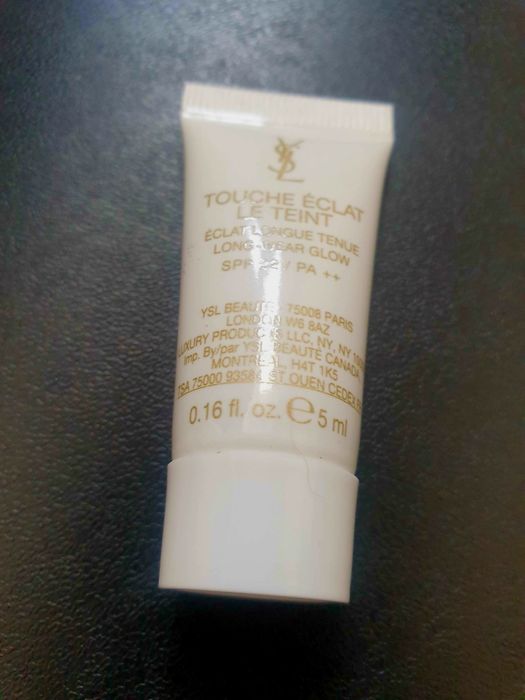 YSL
TOUCHE ÉCLAT
LE TEINT
ÉCLAT LONGUE TENUE
LONG-WEAR GLOW
SPF 22 / PA ++
YSL BEAUTÉ 75008 PARIS
LONDON W6 8AZ
LUXURY PRODUCTS LLC, NY, NY
Imp. By/par YSL BEAUTÉ CANADA
MONTREAL, H4T 1K5
TSA 75000 ST OUEN CEDEX
0.16 fl. oz. ℮ 5 ml